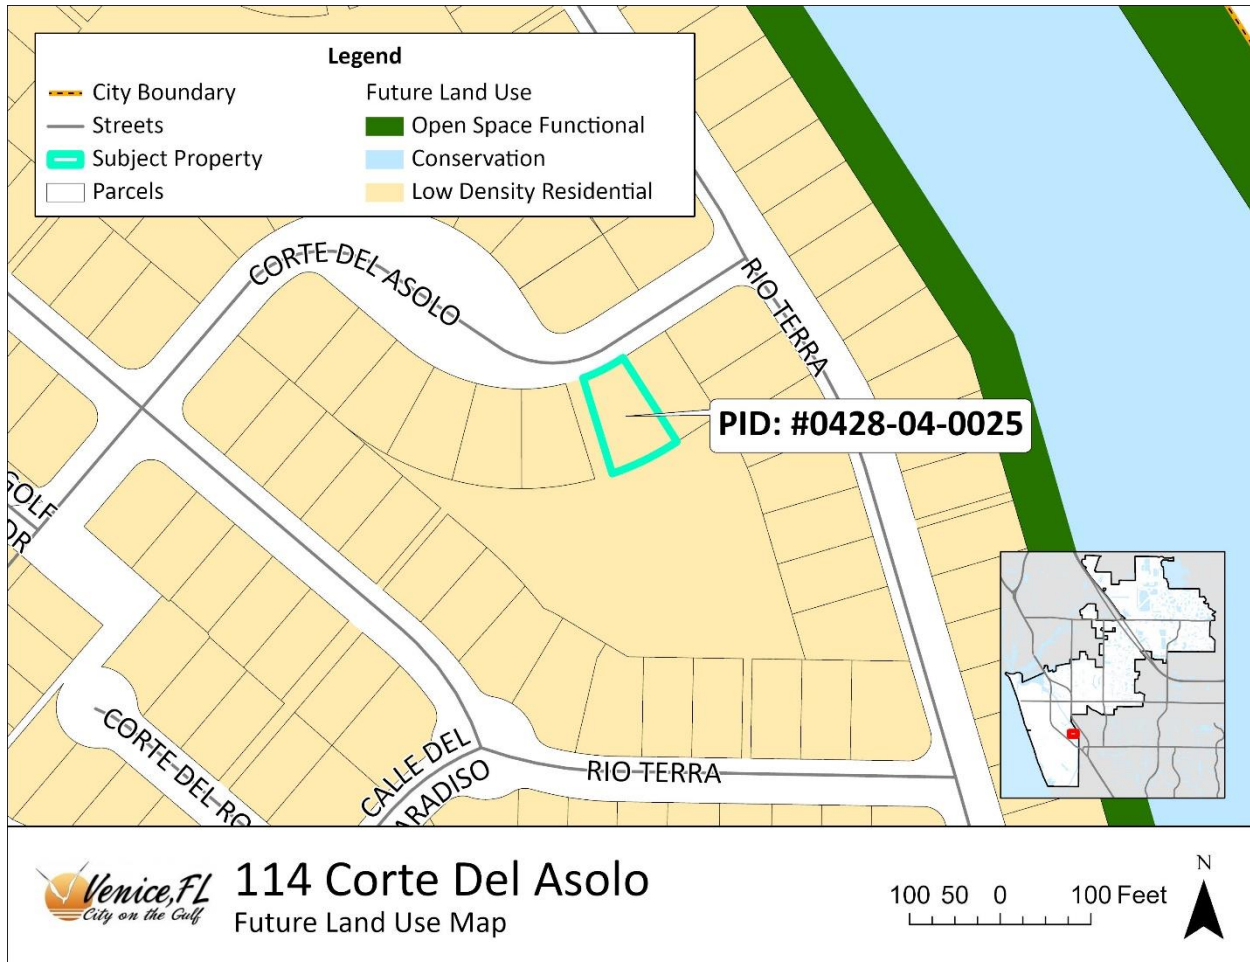 Legend
City Boundary
Streets
Subject Property
Parcels
Future Land Use
Open Space Functional
Conservation
Low Density Residential
CORTE DEL ASOLO
RIO TERRA
PID: #0428-04-0025
GOLF
DR
CORTE DEL RO
CALLE DEL
ARADISO
RIO TERRA
Venice, FL
City on the Gulf
114 Corte Del Asolo
Future Land Use Map
100 50 0 100 Feet
N